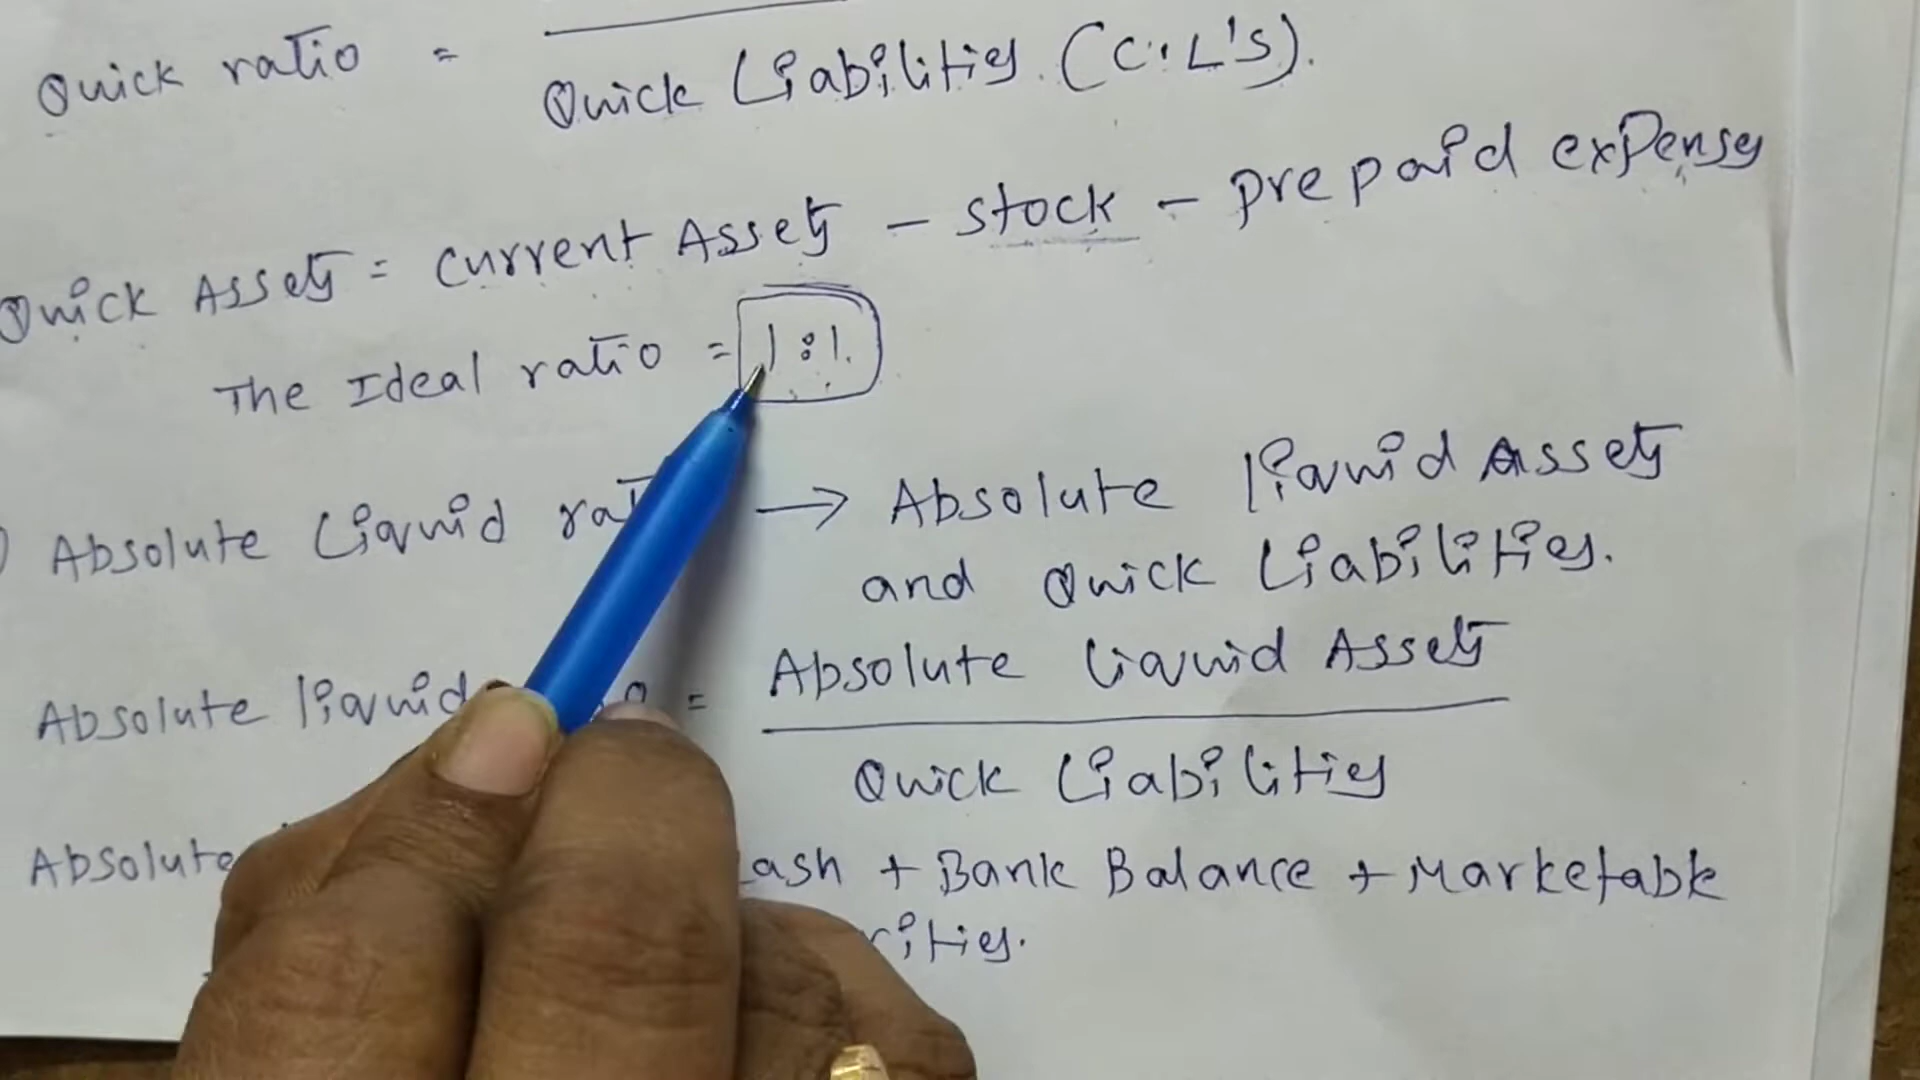 Quick ratio =
Quick Liabilities (C.L's).
Quick Assets = Current Assets - Stock - prepaid expenses
The Ideal ratio = 1:1.
Absolute Liquid → Absolute liquid Assets
and Quick Liabilities.
Absolute liquid = Absolute Liquid Assets
Quick Liabilities
Absolute + Bank Balance + Marketable